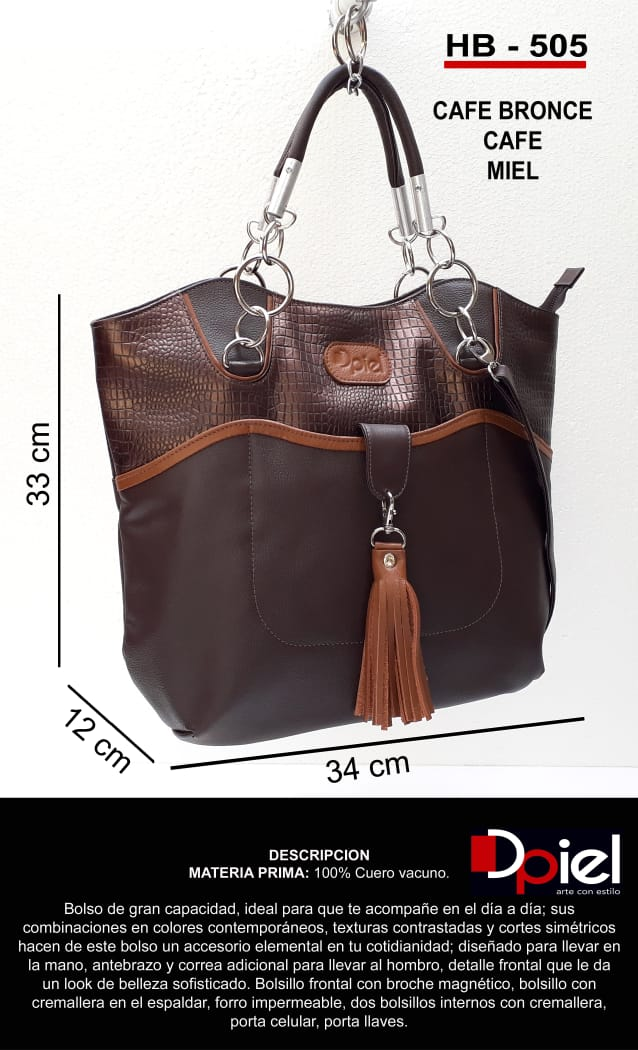 HB - 505
CAFE BRONCE
CAFE
MIEL
Dpiel
33 cm
12 cm
34 cm
DESCRIPCION
MATERIA PRIMA: 100% Cuero vacuno.
Dpiel
arte con estilo
Bolso de gran capacidad, ideal para que te acompañe en el día a día; sus
combinaciones en colores contemporáneos, texturas contrastadas y cortes simétricos
hacen de este bolso un accesorio elemental en tu cotidianidad; diseñado para llevar en
la mano, antebrazo y correa adicional para llevar al hombro, detalle frontal que le da
un look de belleza sofisticado. Bolsillo frontal con broche magnético, bolsillo con
cremallera en el espaldar, forro impermeable, dos bolsillos internos con cremallera,
porta celular, porta llaves.